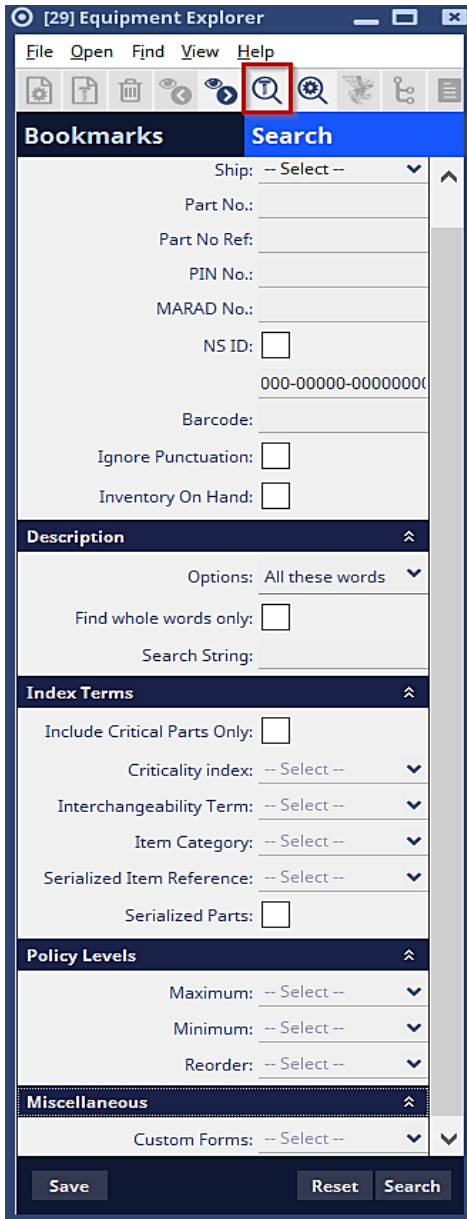 [29] Equipment Explorer
File Open Find View Help
Bookmarks Search
Ship: -- Select --
Part No.:
Part No Ref:
PIN No.:
MARAD No.:
NS ID:
000-00000-0000000(
Barcode:
Ignore Punctuation:
Inventory On Hand:
Description
Options: All these words
Find whole words only:
Search String:
Index Terms
Include Critical Parts Only:
Criticality index: -- Select --
Interchangeability Term: -- Select --
Item Category: -- Select --
Serialized Item Reference: -- Select --
Serialized Parts:
Policy Levels
Maximum: -- Select --
Minimum: -- Select --
Reorder: -- Select --
Miscellaneous
Custom Forms: -- Select --
Save Reset Search